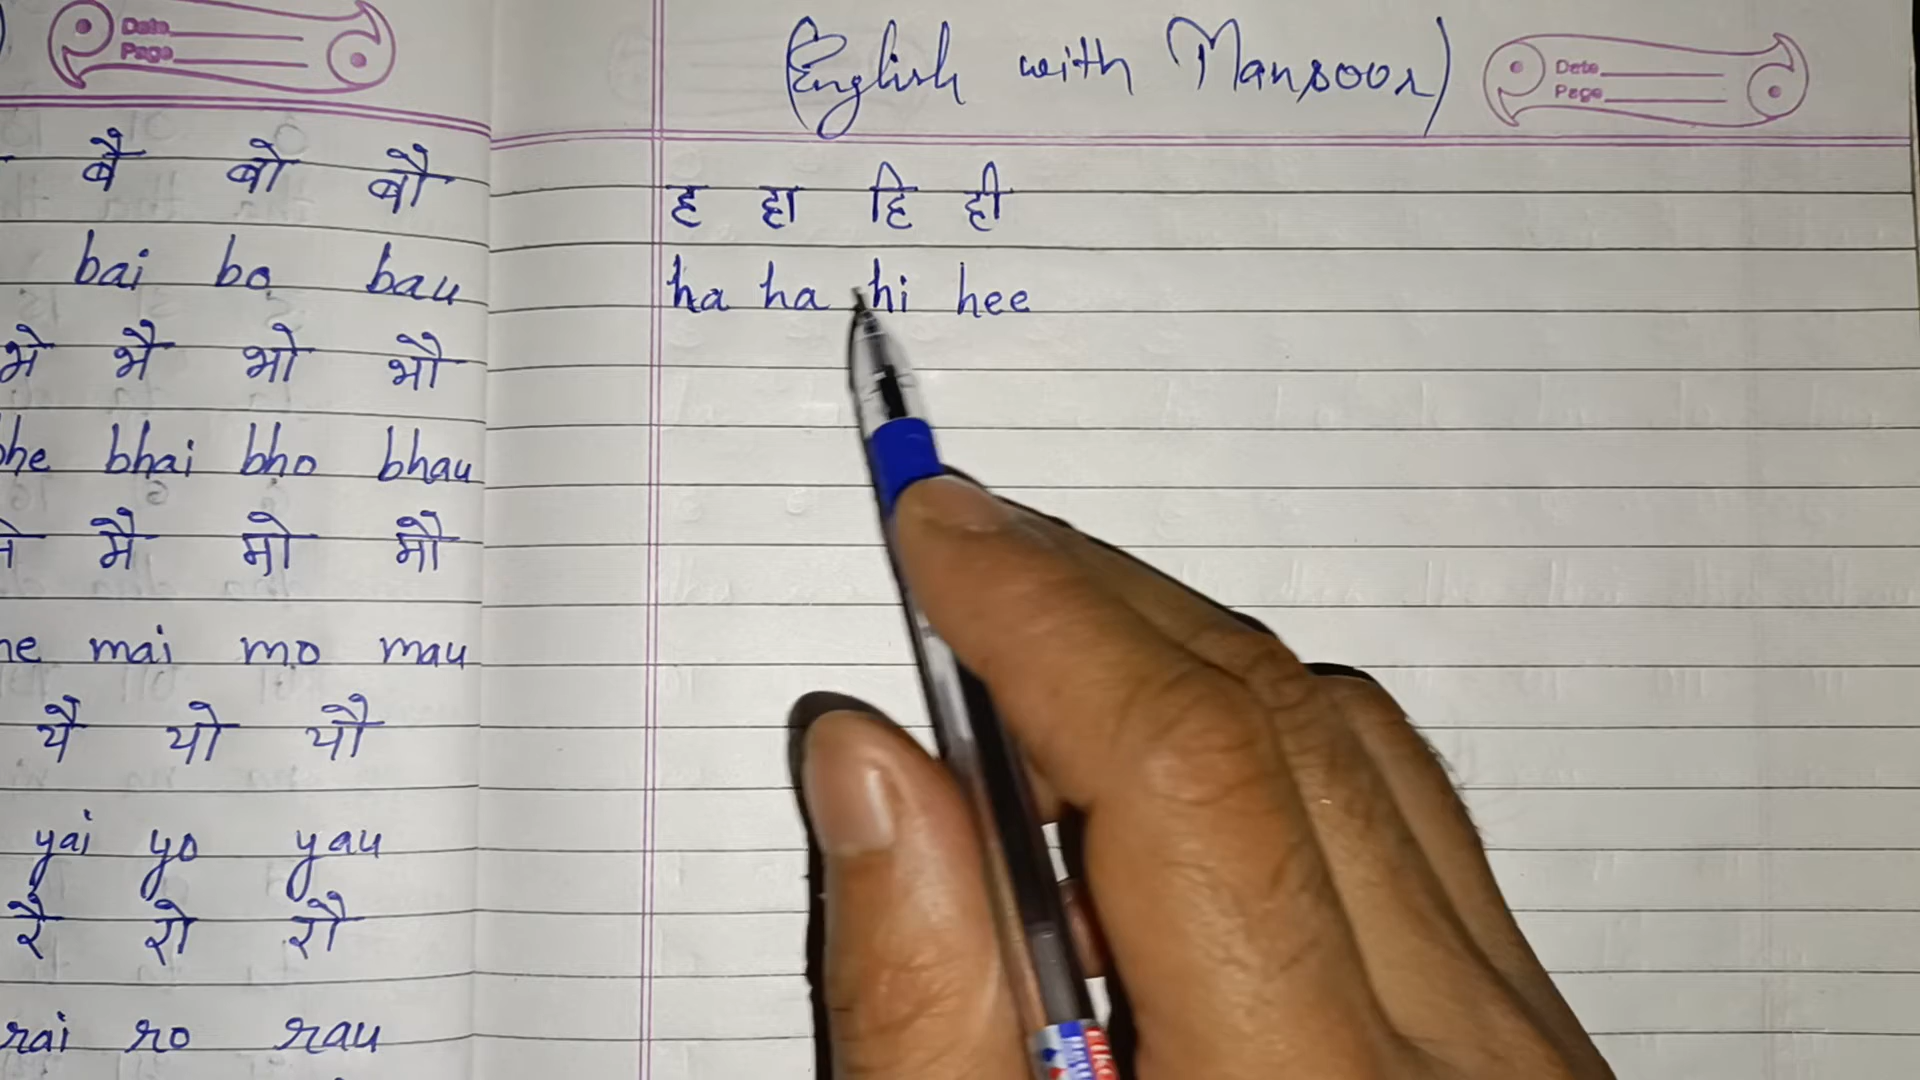 Date
Page
बै बो बौ
bai bo bau
भे भै भो भौ
bhe bhai bho bhau
मै मो मौ
mai mo mau
यै यो यौ
yai yo yau
रै रो रौ
rai ro rau
(English with Mansoor)
Date
Page
ह हा हि ही
ha ha hi hee